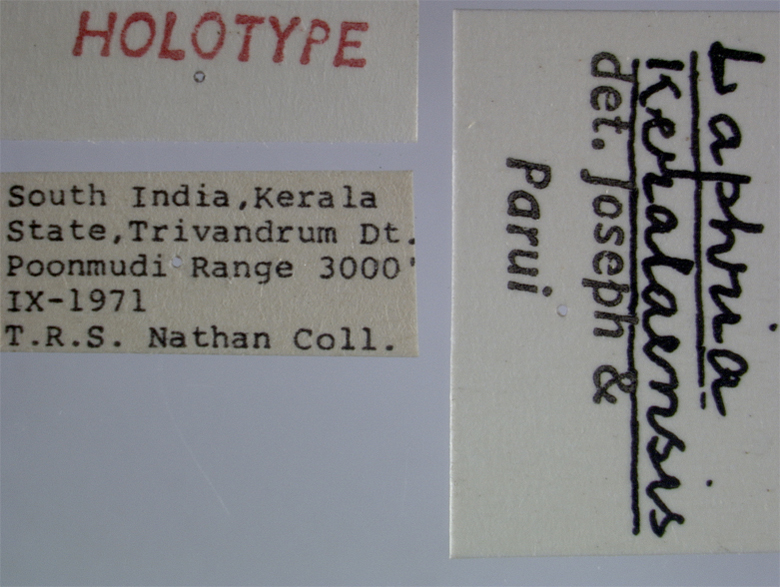 HOLOTYPE
South India,Kerala
State,Trivandrum Dt.
Poonmudi Range 3000'
IX-1971
T.R.S. Nathan Coll.
Laphria
keralaensis
det. Joseph &
Parui